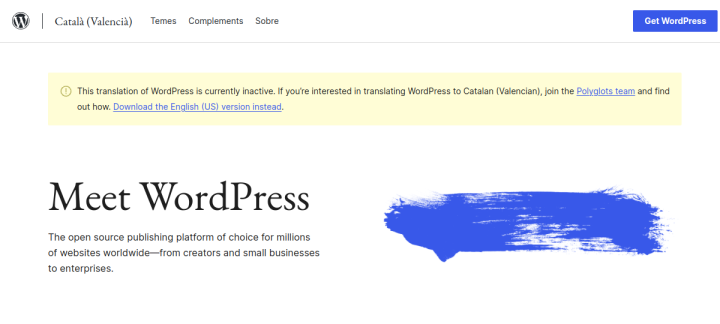 Català (Valencià) Temes Complements Sobre Get WordPress
This translation of WordPress is currently inactive. If you're interested in translating WordPress to Catalan (Valencian), join the Polyglots team and find
out how. Download the English (US) version instead.
Meet WordPress
The open source publishing platform of choice for millions
of websites worldwide—from creators and small businesses
to enterprises.